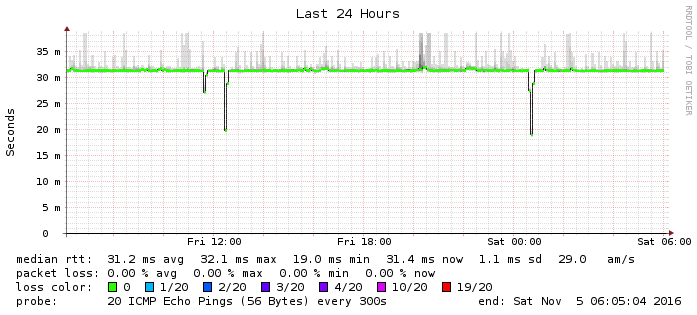 Last 24 Hours
RRDTOOL / TOBI OETIKER
Seconds
35 m
30 m
25 m
20 m
15 m
10 m
5 m
0
Fri 12:00 Fri 18:00 Sat 00:00 Sat 06:00
median rtt: 31.2 ms avg 32.1 ms max 19.0 ms min 31.4 ms now 1.1 ms sd 29.0 am/s
packet loss: 0.00 % avg 0.00 % max 0.00 % min 0.00 % now
loss color: 0 1/20 2/20 3/20 4/20 10/20 19/20
probe: 20 ICMP Echo Pings (56 Bytes) every 300s end: Sat Nov 5 06:05:04 2016